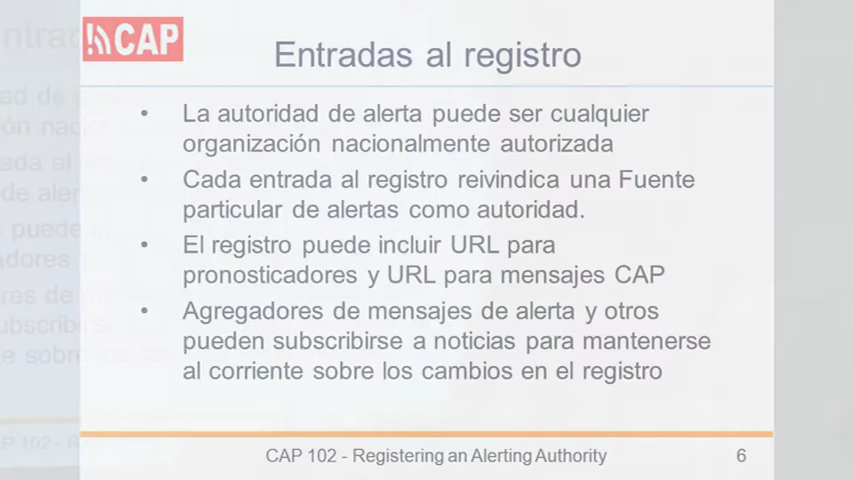 CAP
Entradas al registro
• La autoridad de alerta puede ser cualquier
organización nacionalmente autorizada
• Cada entrada al registro reivindica una Fuente
particular de alertas como autoridad.
• El registro puede incluir URL para
pronosticadores y URL para mensajes CAP
• Agregadores de mensajes de alerta y otros
pueden subscribirse a noticias para mantenerse
al corriente sobre los cambios en el registro
CAP 102 - Registering an Alerting Authority
6